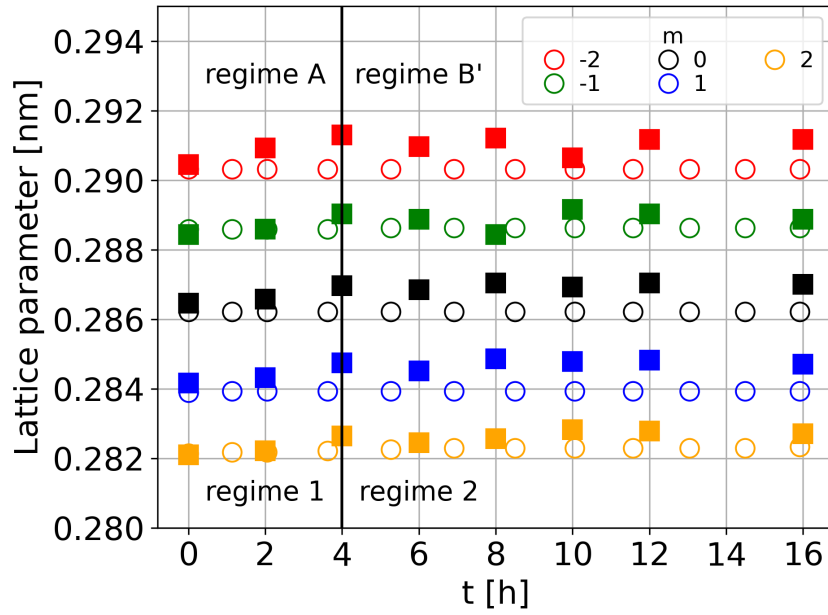 0.294
0.292
0.290
0.288
0.286
0.284
0.282
0.280
Lattice parameter [nm]
regime A
regime B'
m
-2
0
2
-1
1
regime 1
regime 2
0 2 4 6 8 10 12 14 16
t [h]